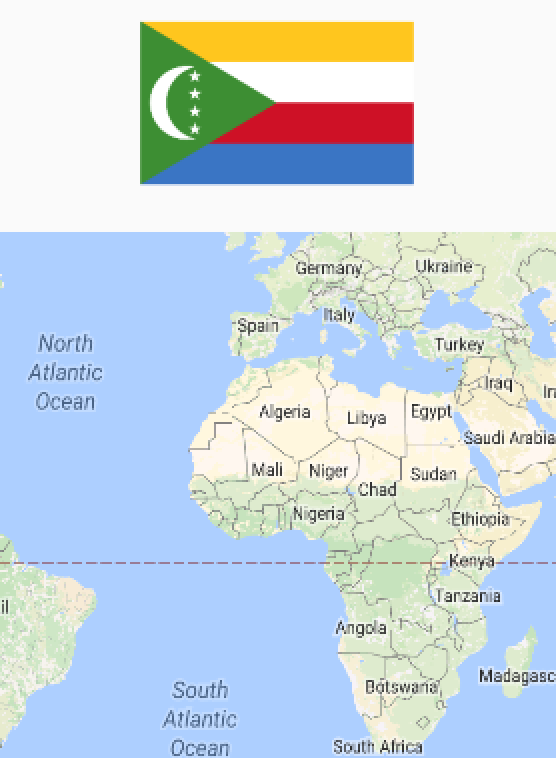 Germany
Ukraine
Spain
Italy
Turkey
North
Atlantic
Ocean
Iraq
Algeria
Libya
Egypt
Saudi Arabia
Mali
Niger
Chad
Sudan
Nigeria
Ethiopia
Kenya
Tanzania
il
Angola
Madagasc
Botswana
South
Atlantic
Ocean
South Africa